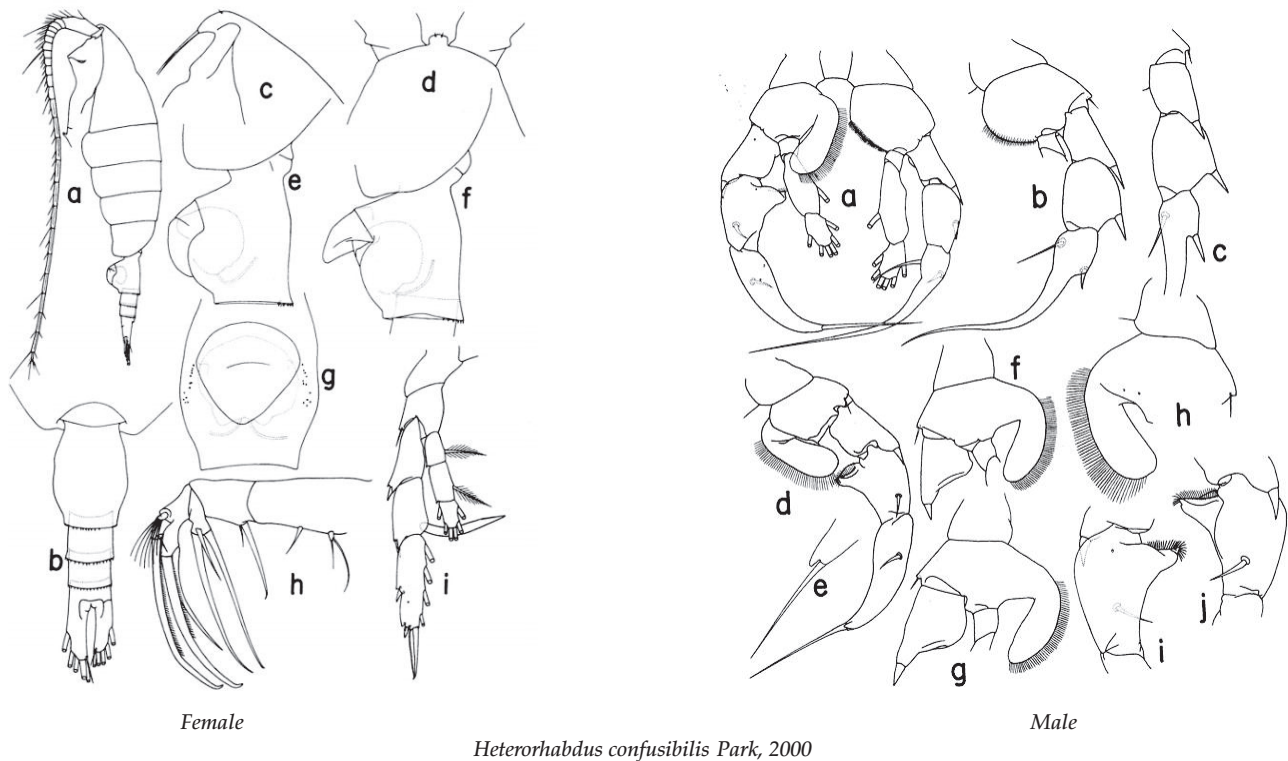 c
d
a
e
f
g
b
h
i
a
b
c
d
e
f
g
h
i
j
Female
Male
Heterorhabdus confusibilis Park, 2000